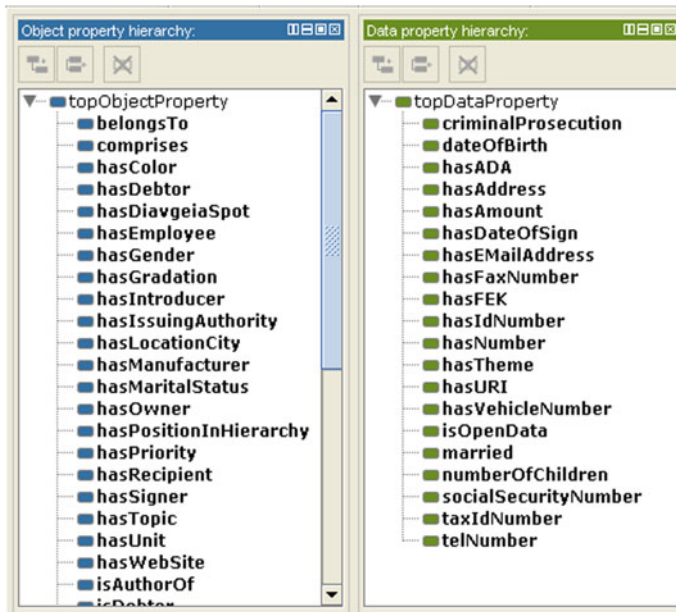 Object property hierarchy:
topObjectProperty
belongsTo
comprises
hasColor
hasDebtor
hasDiavgeiaSpot
hasEmployee
hasGender
hasGradation
hasIntroducer
hasIssuingAuthority
hasLocationCity
hasManufacturer
hasMaritalStatus
hasOwner
hasPositionInHierarchy
hasPriority
hasRecipient
hasSigner
hasTopic
hasUnit
hasWebSite
isAuthorOf
isDebtor
Data property hierarchy:
topDataProperty
criminalProsecution
dateOfBirth
hasADA
hasAddress
hasAmount
hasDateOfSign
hasEMailAddress
hasFaxNumber
hasFEK
hasIdNumber
hasNumber
hasTheme
hasURI
hasVehicleNumber
isOpenData
married
numberOfChildren
socialSecurityNumber
taxIdNumber
telNumber